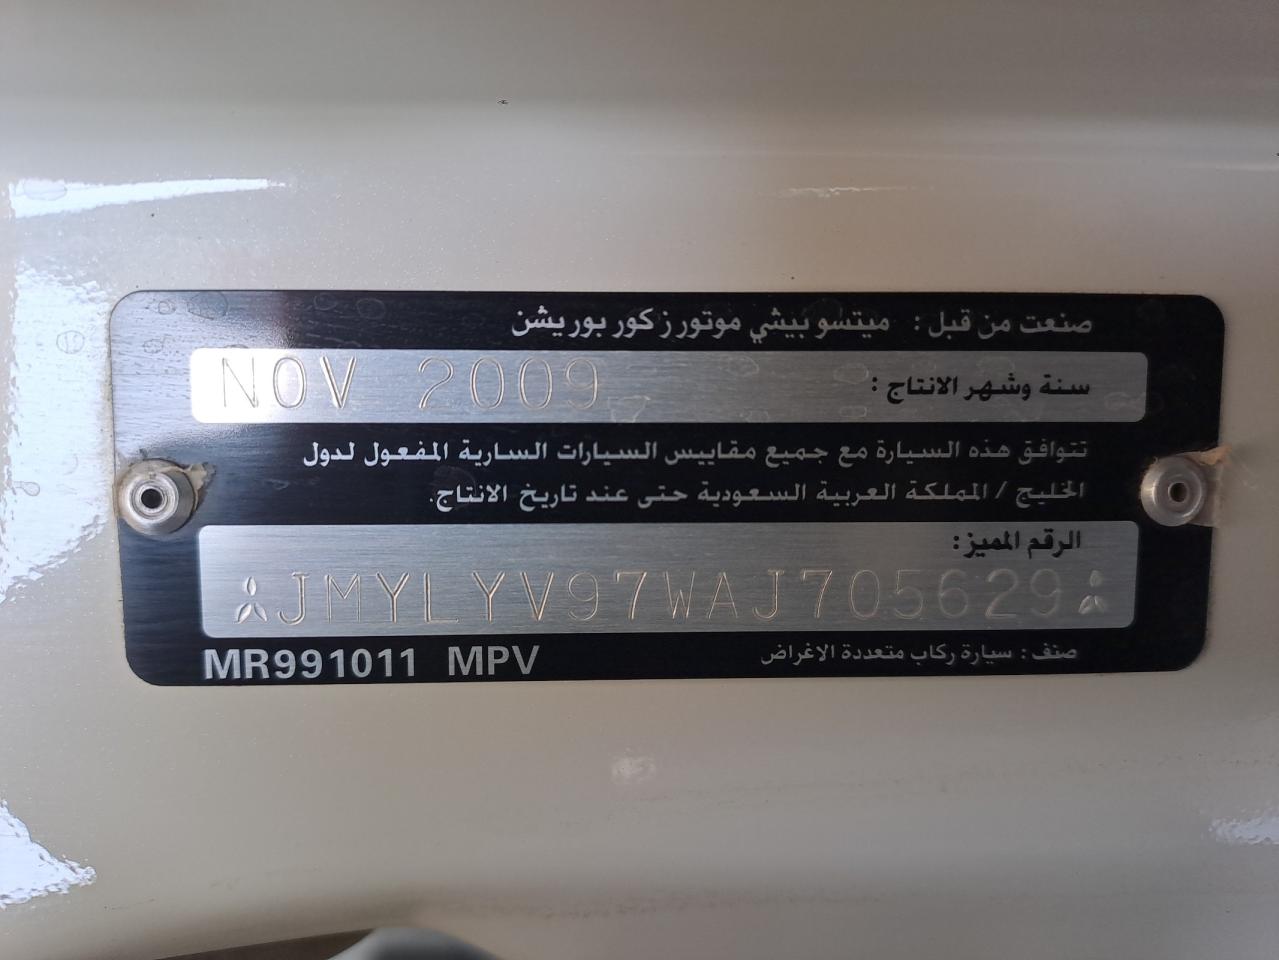 صنعت من قبل : ميتسو بيشي موتورز كور بوريشن
سنة وشهر الانتاج : NOV 2009
تتوافق هذه السيارة مع جميع مقاييس السيارات السارية المفعول لدول
الخليج / المملكة العربية السعودية حتى عند تاريخ الانتاج.
الرقم المميز:
JMYLYV97WAJ705629
صنف : سيارة ركاب متعددة الاغراض MR991011 MPV